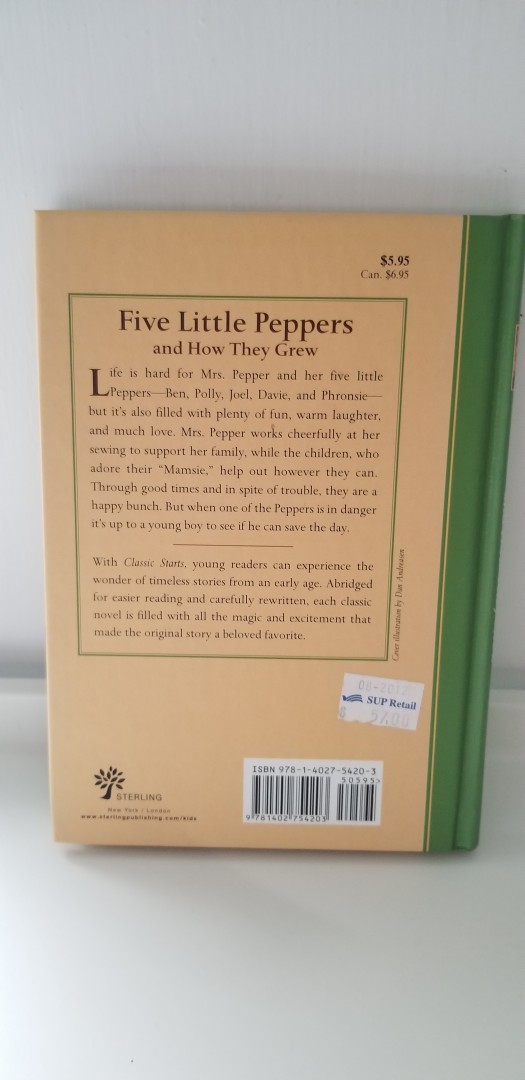 $5.95
Can. $6.95
Five Little Peppers
and How They Grew
Life is hard for Mrs. Pepper and her five little
Peppers—Ben, Polly, Joel, Davie, and Phronsie—
but it's also filled with plenty of fun, warm laughter,
and much love. Mrs. Pepper works cheerfully at her
sewing to support her family, while the children, who
adore their "Mamsie," help out however they can.
Through good times and in spite of trouble, they are a
happy bunch. But when one of the Peppers is in danger
it's up to a young boy to see if he can save the day.
With Classic Starts, young readers can experience the
wonder of timeless stories from an early age. Abridged
for easier reading and carefully rewritten, each classic
novel is filled with all the magic and excitement that
made the original story a beloved favorite.
Cover illustration by Dan Andreasen
SUP Retail
$ 57.00
STERLING
New York / London
www.sterlingpublishing.com/kids
ISBN 978-1-4027-5420-3
50595>
9 781402 754203